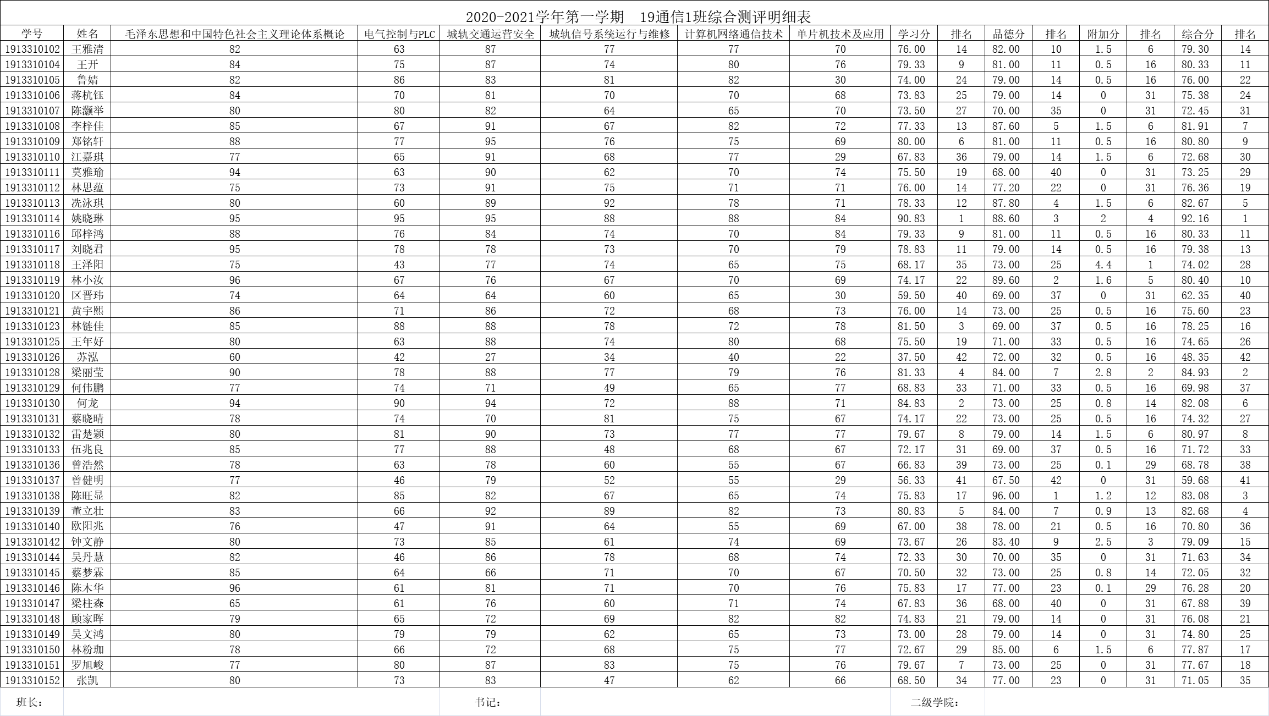 2020-2021学年第一学期 19通信1班综合测评明细表
学号 姓名 毛泽东思想和中国特色社会主义理论体系概论 电气控制与PLC 城轨交通运营安全 城轨信号系统运行与维修 计算机网络通信技术 单片机技术及应用 学习分 排名 品德分 排名 附加分 排名 综合分 排名
1913310102 王雅清 82 63 87 77 77 70 76.00 14 82.00 10 1.5 6 79.30 14
1913310104 王开 84 75 87 74 80 76 79.33 9 81.00 11 0.5 16 80.33 11
1913310105 鲁婧 82 86 83 81 82 30 74.00 24 79.00 14 0.5 16 76.00 22
1913310106 蒋杭钰 84 70 81 70 70 68 73.83 25 79.00 14 0 31 75.38 24
1913310107 陈灏举 80 80 82 64 65 70 73.50 27 70.00 35 0 31 72.45 31
1913310108 李梓佳 85 67 91 67 82 72 77.33 13 87.60 5 1.5 6 81.91 7
1913310109 郑铭轩 88 77 95 76 75 69 80.00 6 81.00 11 0.5 16 80.80 9
1913310110 江嘉琪 77 65 91 68 77 29 67.83 36 79.00 14 1.5 6 72.68 30
1913310111 莫雅瑜 94 63 90 62 70 74 75.50 19 68.00 40 0 31 73.25 29
1913310112 林思蕴 75 73 91 75 71 71 76.00 14 77.20 22 0 31 76.36 19
1913310113 冼泳琪 80 60 89 92 78 71 78.33 12 87.80 4 1.5 6 82.67 5
1913310114 姚晓琳 95 95 95 88 88 84 90.83 1 88.60 3 2 4 92.16 1
1913310116 邱梓鸿 88 76 84 74 70 84 79.33 9 81.00 11 0.5 16 80.33 11
1913310117 刘晓君 95 78 78 73 70 79 78.83 11 79.00 14 0.5 16 79.38 13
1913310118 王泽阳 75 43 77 74 65 75 68.17 35 73.00 25 4.4 1 74.02 28
1913310119 林小汝 96 67 76 67 70 69 74.17 22 89.60 2 1.6 5 80.40 10
1913310120 区晋玮 74 64 64 60 65 30 59.50 40 69.00 37 0 31 62.35 40
1913310121 黄宇熙 86 71 86 72 68 73 76.00 14 73.00 25 0.5 16 75.60 23
1913310123 林链佳 85 88 88 78 72 78 81.50 3 69.00 37 0.5 16 78.25 16
1913310125 王年好 80 63 88 74 80 68 75.50 19 71.00 33 0.5 16 74.65 26
1913310126 苏泓 60 42 27 34 40 22 37.50 42 72.00 32 0.5 16 48.35 42
1913310128 梁丽莹 90 78 88 77 79 76 81.33 4 84.00 7 2.8 2 84.93 2
1913310129 何伟鹏 77 74 71 49 65 77 68.83 33 71.00 33 0.5 16 69.98 37
1913310130 何龙 94 90 94 72 88 71 84.83 2 73.00 25 0.8 14 82.08 6
1913310131 蔡晓晴 78 74 70 81 75 67 74.17 22 73.00 25 0.5 16 74.32 27
1913310132 雷楚颖 80 81 90 73 77 77 79.67 8 79.00 14 1.5 6 80.97 8
1913310133 伍兆良 85 77 88 48 68 67 72.17 31 69.00 37 0.5 16 71.72 33
1913310136 曾浩然 78 63 78 60 55 67 66.83 39 73.00 25 0.1 29 68.78 38
1913310137 曾健明 77 46 79 52 55 29 56.33 41 67.50 42 0 31 59.68 41
1913310138 陈旺显 82 85 82 67 65 74 75.83 17 96.00 1 1.2 12 83.08 3
1913310139 董立壮 83 66 92 89 82 73 80.83 5 84.00 7 0.9 13 82.68 4
1913310140 欧阳兆 76 47 91 64 55 69 67.00 38 78.00 21 0.5 16 70.80 36
1913310142 钟文静 80 73 85 61 74 69 73.67 26 83.40 9 2.5 3 79.09 15
1913310144 吴丹慧 82 46 86 78 68 74 72.33 30 70.00 35 0 31 71.63 34
1913310145 蔡梦霖 85 64 66 71 70 67 70.50 32 73.00 25 0.8 14 72.05 32
1913310146 陈木华 96 61 81 71 70 76 75.83 17 77.00 23 0.1 29 76.28 20
1913310147 梁柱淼 65 61 76 60 71 74 67.83 36 68.00 40 0 31 67.88 39
1913310148 顾家晖 79 65 72 69 82 82 74.83 21 79.00 14 0 31 76.08 21
1913310149 吴文鸿 80 79 79 62 65 73 73.00 28 79.00 14 0 31 74.80 25
1913310150 林粉珈 78 66 72 68 75 77 72.67 29 85.00 6 1.5 6 77.87 17
1913310151 罗旭峻 77 80 87 83 75 76 79.67 7 73.00 25 0 31 77.67 18
1913310152 张凯 80 73 83 47 62 66 68.50 34 77.00 23 0 31 71.05 35
班长： 书记： 二级学院：